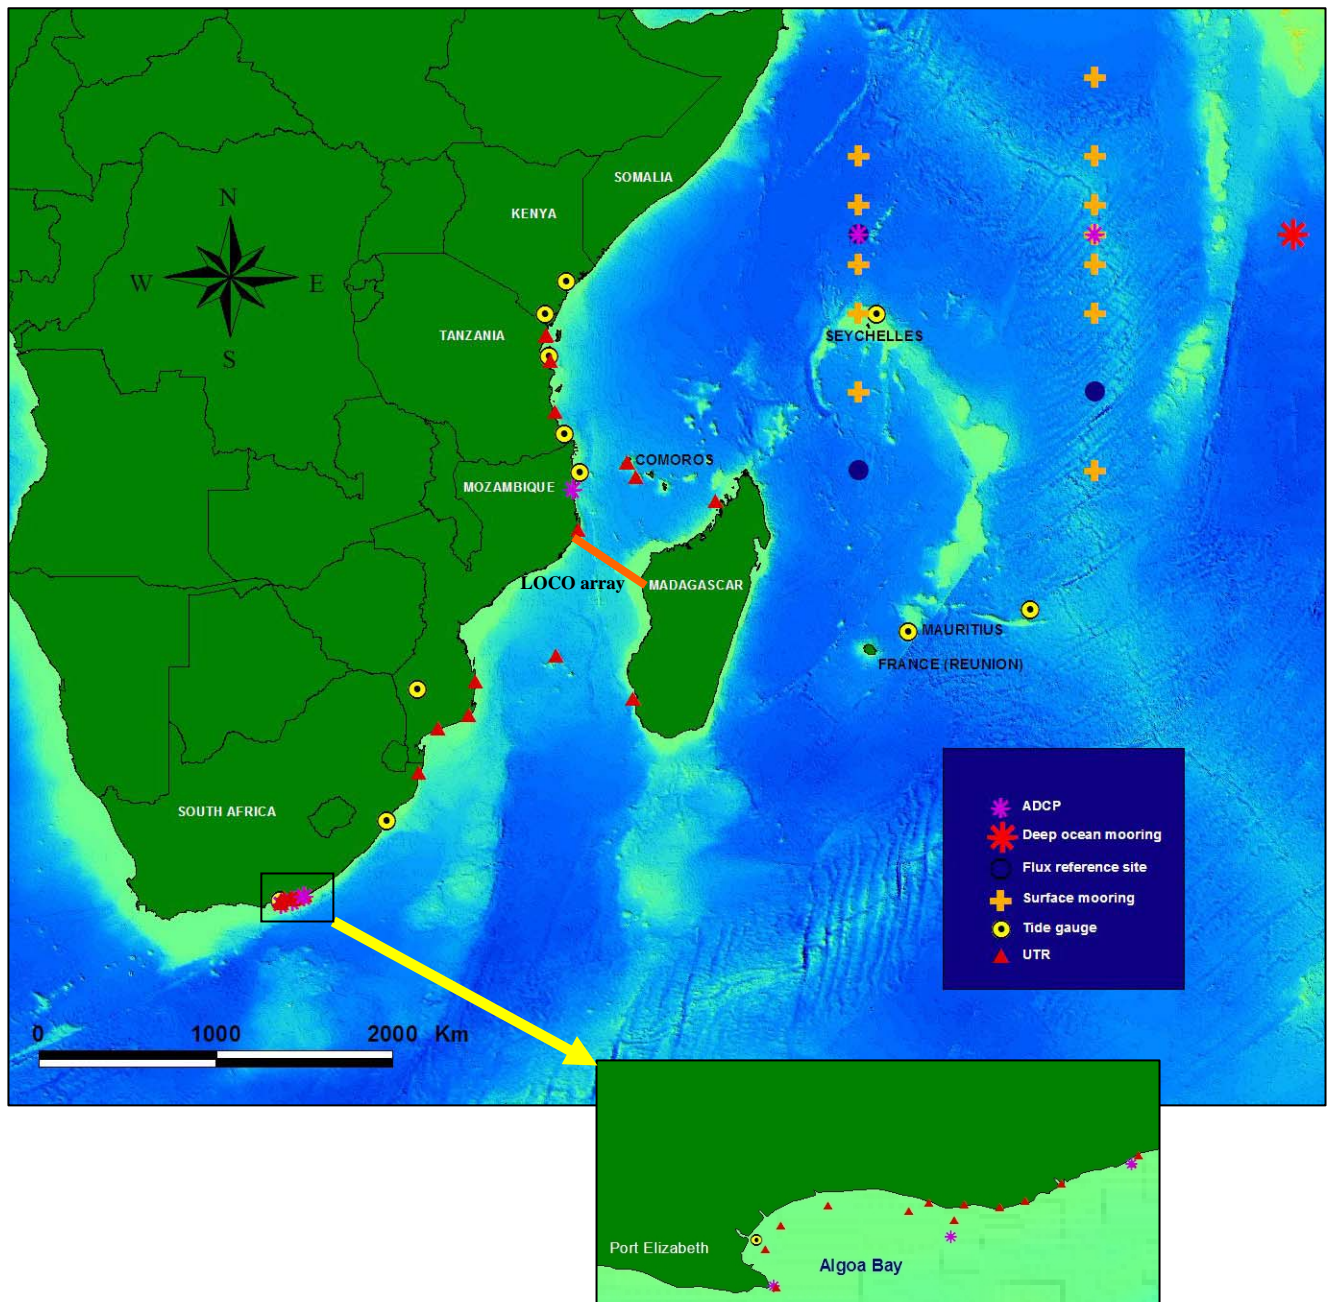 SOMALIA
N
KENYA
W
E
TANZANIA
S
SEYCHELLES
COMOROS
MOZAMBIQUE
LOCO array
MADAGASCAR
MAURITIUS
FRANCE (REUNION)
SOUTH AFRICA
ADCP
Deep ocean mooring
Flux reference site
Surface mooring
Tide gauge
UTR
0 1000 2000 Km
Port Elizabeth
Algoa Bay